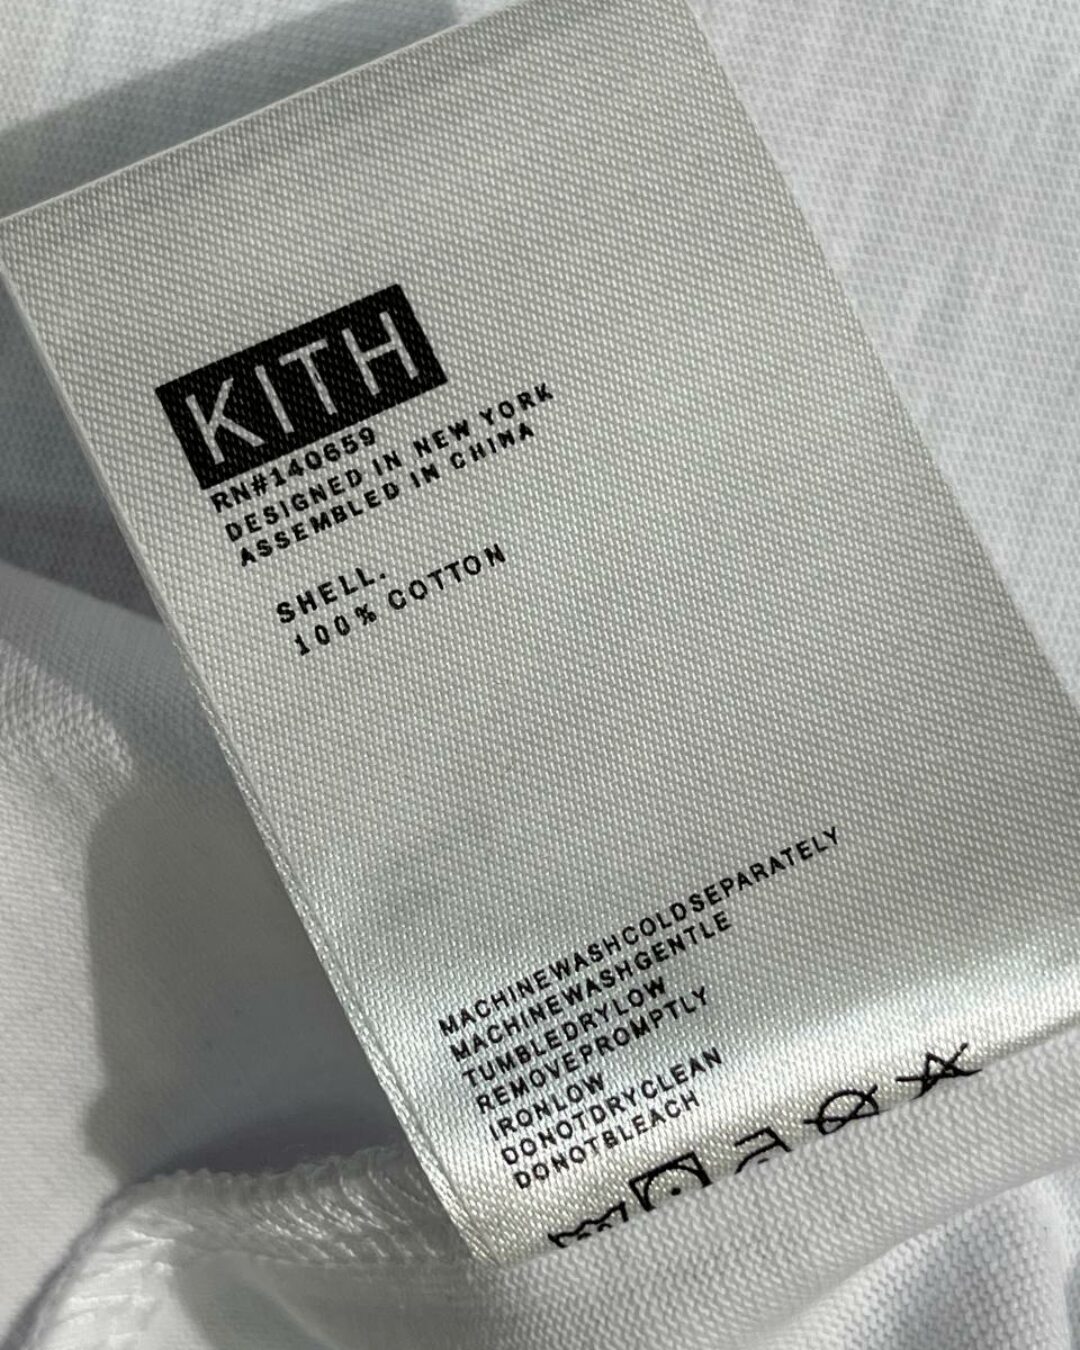 KITH
RN#140659
DESIGNED IN NEW YORK
ASSEMBLED IN CHINA
SHELL.
100% COTTON
MACHINEWASHCOLDSEPARATELY
MACHINEWASHGENTLE
TUMBLEDRYLOW
REMOVEPROMPTLY
IRONLOW
DONOTDRYCLEAN
DONOTBLEACH